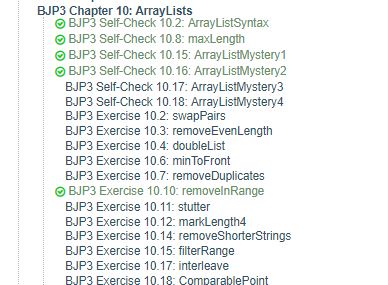 BJP3 Chapter 10: ArrayLists
BJP3 Self-Check 10.2: ArrayListSyntax
BJP3 Self-Check 10.8: maxLength
BJP3 Self-Check 10.15: ArrayListMystery1
BJP3 Self-Check 10.16: ArrayListMystery2
BJP3 Self-Check 10.17: ArrayListMystery3
BJP3 Self-Check 10.18: ArrayListMystery4
BJP3 Exercise 10.2: swapPairs
BJP3 Exercise 10.3: removeEvenLength
BJP3 Exercise 10.4: doubleList
BJP3 Exercise 10.6: minToFront
BJP3 Exercise 10.7: removeDuplicates
BJP3 Exercise 10.10: removeInRange
BJP3 Exercise 10.11: stutter
BJP3 Exercise 10.12: markLength4
BJP3 Exercise 10.14: removeShorterStrings
BJP3 Exercise 10.15: filterRange
BJP3 Exercise 10.17: interleave
BJP3 Exercise 10.18: ComparablePoint